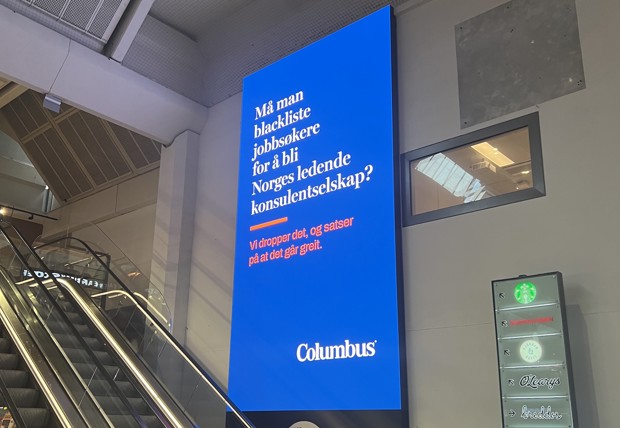 Må man
blackliste
jobbsøkere
for å bli
Norges ledende
konsulentselskap?
Vi dropper det, og satser
på at det går greit.
Columbus
O'Learys